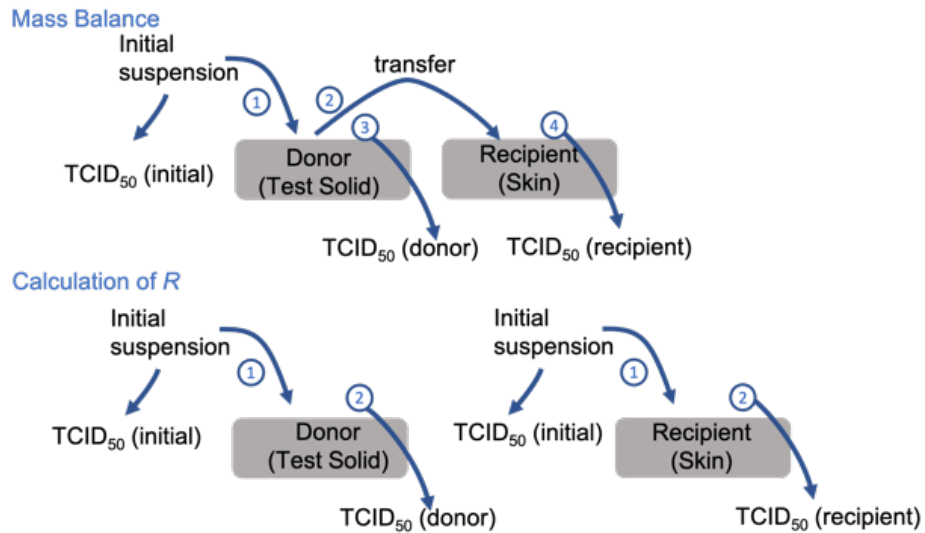 Mass Balance
Initial
suspension
transfer
1
2
3
4
Donor
(Test Solid)
Recipient
(Skin)
TCID50 (initial)
TCID50 (donor)
TCID50 (recipient)
Calculation of R
Initial
suspension
1
2
TCID50 (initial)
Donor
(Test Solid)
TCID50 (donor)
Initial
suspension
1
2
TCID50 (initial)
Recipient
(Skin)
TCID50 (recipient)